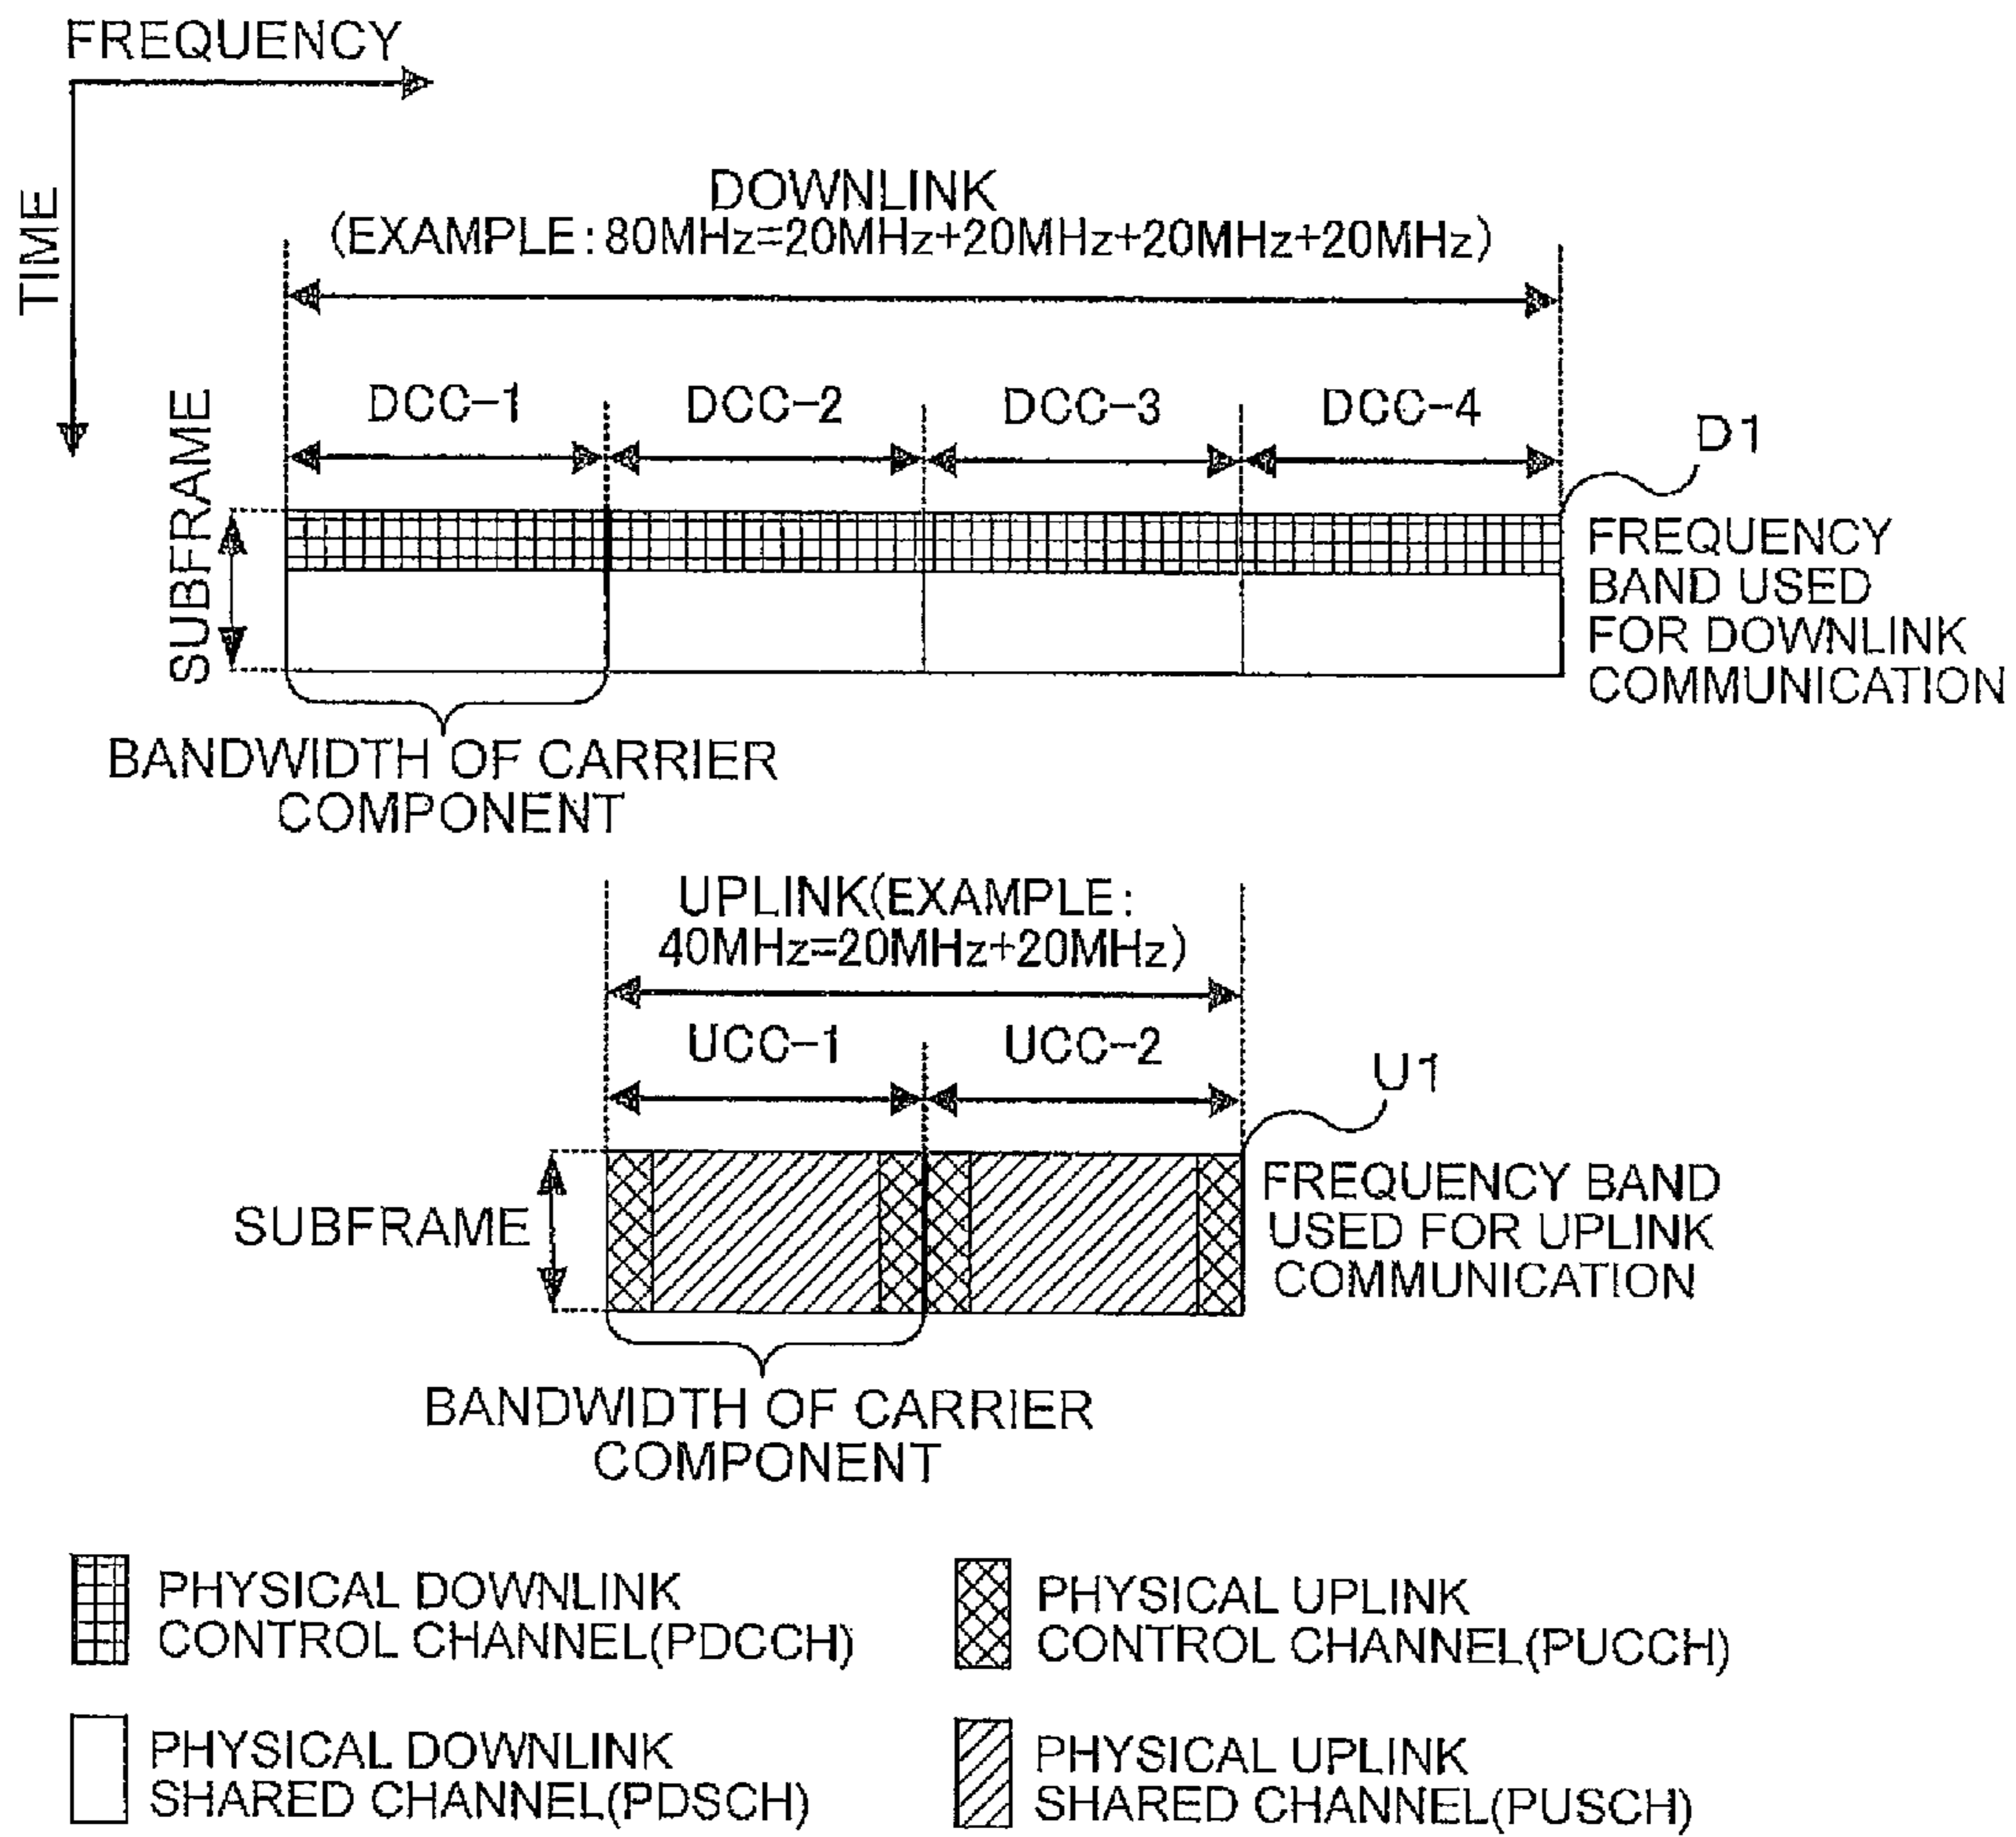 FREQUENCY
TIME
DOWNLINK
(EXAMPLE:80MHz=20MHz+20MHz+20MHz+20MHz)
DCC-1
DCC-2
DCC-3
DCC-4
D1
SUBFRAME
FREQUENCY
BAND USED
FOR DOWNLINK
COMMUNICATION
BANDWIDTH OF CARRIER
COMPONENT
UPLINK(EXAMPLE:
40MHz=20MHz+20MHz)
UCC-1
UCC-2
U1
SUBFRAME
FREQUENCY BAND
USED FOR UPLINK
COMMUNICATION
BANDWIDTH OF CARRIER
COMPONENT
PHYSICAL DOWNLINK
CONTROL CHANNEL(PDCCH)
PHYSICAL UPLINK
CONTROL CHANNEL(PUCCH)
PHYSICAL DOWNLINK
SHARED CHANNEL(PDSCH)
PHYSICAL UPLINK
SHARED CHANNEL(PUSCH)